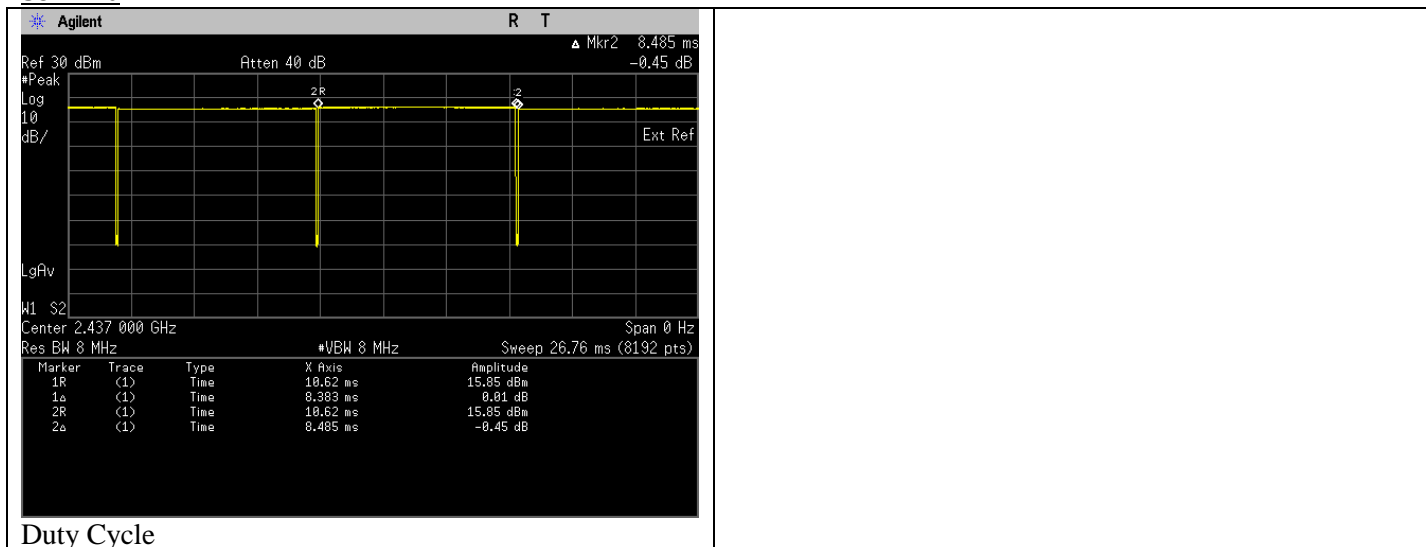 Agilent R T
Δ Mkr2 8.485 ms
Ref 30 dBm Atten 40 dB -0.45 dB
#Peak
Log
10
dB/
2R
2
Ext Ref
LgAv
W1 S2
Center 2.437 000 GHz Span 0 Hz
Res BW 8 MHz #VBW 8 MHz Sweep 26.76 ms (8192 pts)
Marker Trace Type X Axis Amplitude
1R (1) Time 10.62 ms 15.85 dBm
1Δ (1) Time 8.383 ms 0.01 dB
2R (1) Time 10.62 ms 15.85 dBm
2Δ (1) Time 8.485 ms -0.45 dB
Duty Cycle